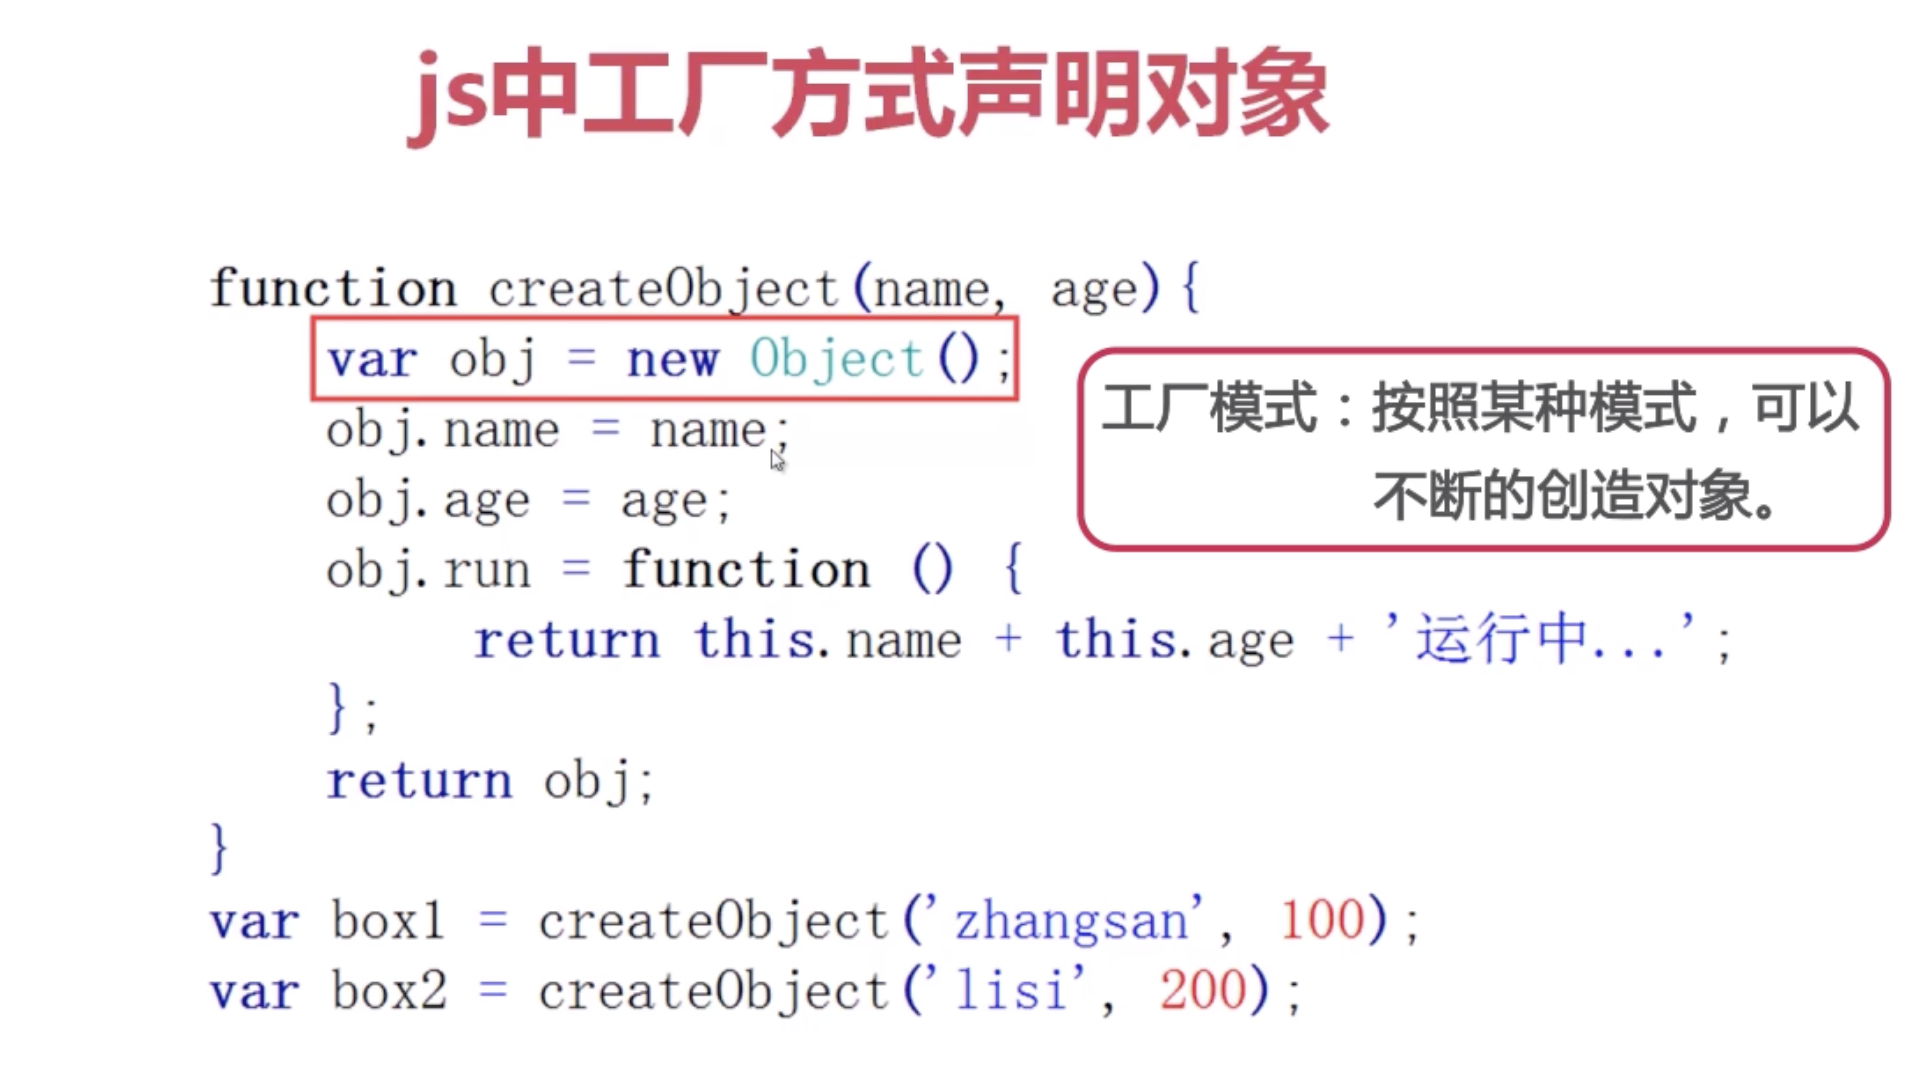 js中工厂方式声明对象
function createObject(name, age){
var obj = new Object();
obj.name = name;
obj.age = age;
obj.run = function () {
return this.name + this.age + '运行中...';
};
return obj;
}
var box1 = createObject('zhangsan', 100);
var box2 = createObject('lisi', 200);
工厂模式：按照某种模式，可以
不断的创造对象。